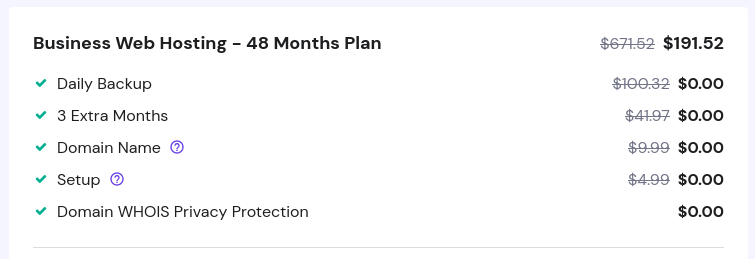 Business Web Hosting - 48 Months Plan $671.52 $191.52
Daily Backup $100.32 $0.00
3 Extra Months $41.97 $0.00
Domain Name ? $9.99 $0.00
Setup ? $4.99 $0.00
Domain WHOIS Privacy Protection $0.00